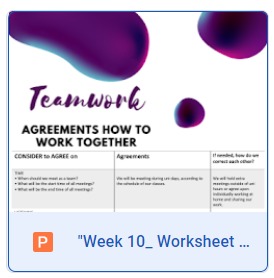 Teamwork
AGREEMENTS HOW TO
WORK TOGETHER
CONSIDER to AGREE on
Agreements
If needed, how do we
correct each other?
• When should we meet as a team?
• What will be the start time of all meetings?
• What will be the end time of all meetings?
We will be meeting during uni days, according to
the schedule of our classes.
We will hold extra
meetings outside of uni
hours or agree upon
individually working at
home and sharing our
work.
P
"Week 10_ Worksheet ...